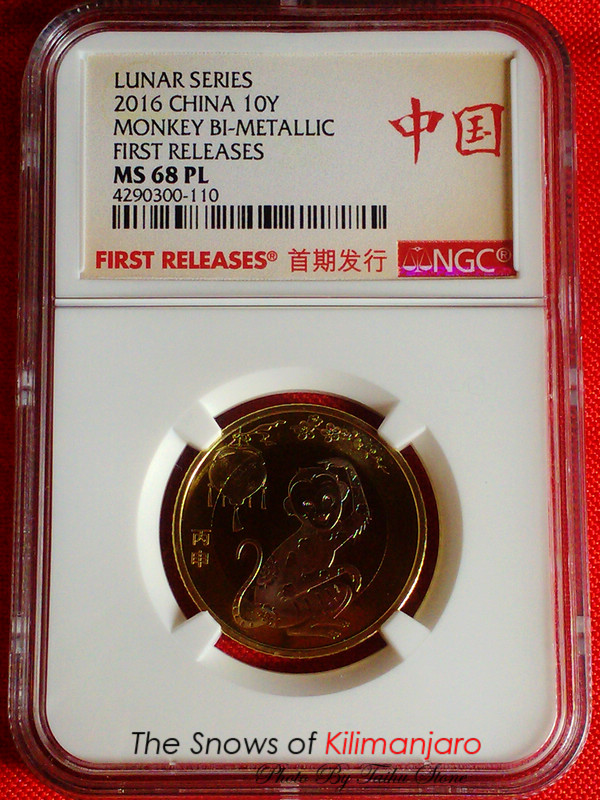 LUNAR SERIES
2016 CHINA 10Y
MONKEY BI-METALLIC
FIRST RELEASES
MS 68 PL
4290300-110
中国
FIRST RELEASES® 首期发行 NGC®
丙申
The Snows of Kilimanjaro
Photo By Taihu Stone